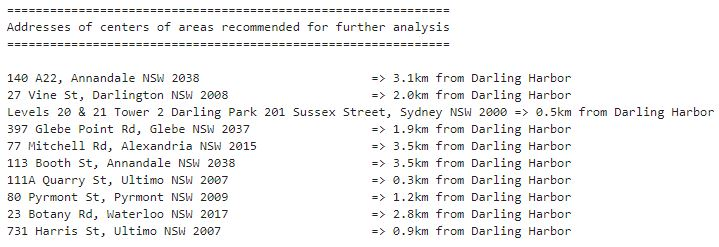 ==============================================================
Addresses of centers of areas recommended for further analysis
==============================================================
140 A22, Annandale NSW 2038 => 3.1km from Darling Harbor
27 Vine St, Darlington NSW 2008 => 2.0km from Darling Harbor
Levels 20 & 21 Tower 2 Darling Park 201 Sussex Street, Sydney NSW 2000 => 0.5km from Darling Harbor
397 Glebe Point Rd, Glebe NSW 2037 => 1.9km from Darling Harbor
77 Mitchell Rd, Alexandria NSW 2015 => 3.5km from Darling Harbor
113 Booth St, Annandale NSW 2038 => 3.5km from Darling Harbor
111A Quarry St, Ultimo NSW 2007 => 0.3km from Darling Harbor
80 Pyrmont St, Pyrmont NSW 2009 => 1.2km from Darling Harbor
23 Botany Rd, Waterloo NSW 2017 => 2.8km from Darling Harbor
731 Harris St, Ultimo NSW 2007 => 0.9km from Darling Harbor